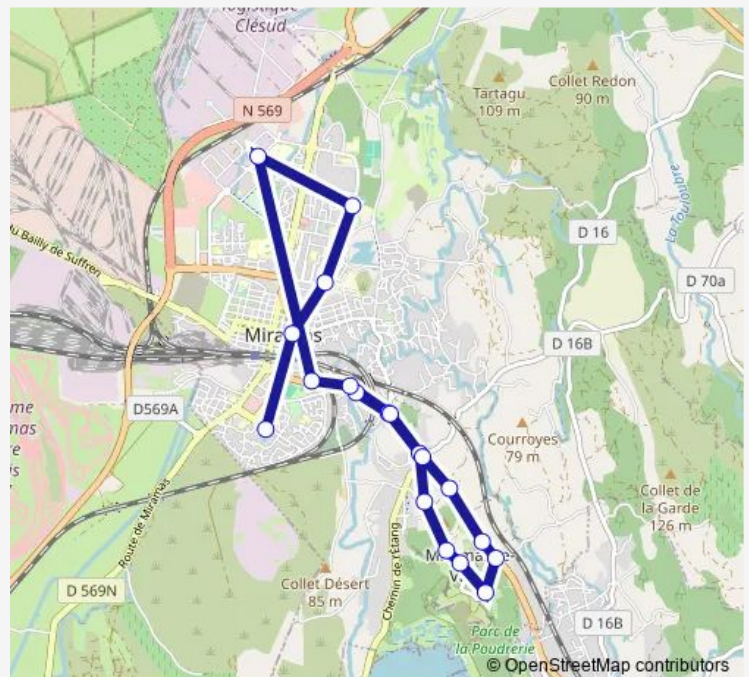 logistique
Clésud
N 569
Tartagu
109 m
Collet Redon
90 m
La Touloubre
D 16
D 70a
du Bailly de Suffren
D 16B
D569A
Courroyes
79 m
Collet de
la Garde
126 m
Route de Miramas
Chemin de l'Étang
Collet Désert
85 m
D 569N
D 16B
Parc de
la Poudrerie
© OpenStreetMap contributors